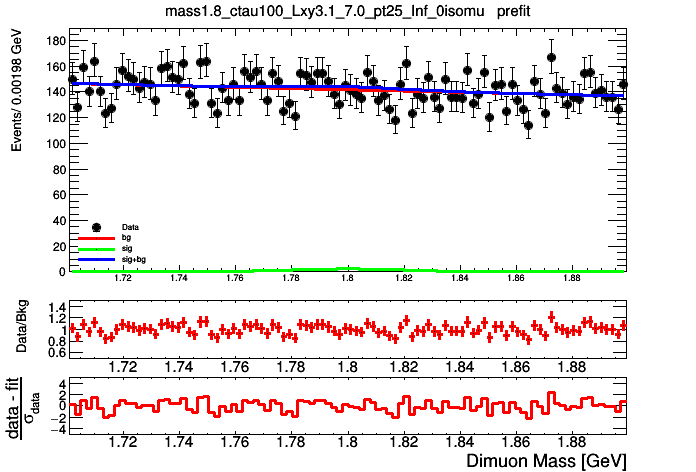 mass1.8_ctau100_Lxy3.1_7.0_pt25_Inf_0isomu prefit
Events/ 0.00198 GeV
180
160
140
120
100
80
60
40
20
0
Data
bg
sig
sig+bg
1.72 1.74 1.76 1.78 1.8 1.82 1.84 1.86 1.88
Data/Bkg
1.4
1.2
1
0.8
0.6
1.72 1.74 1.76 1.78 1.8 1.82 1.84 1.86 1.88
data - fit
σdata
4
2
0
−2
−4
1.72 1.74 1.76 1.78 1.8 1.82 1.84 1.86 1.88
Dimuon Mass [GeV]